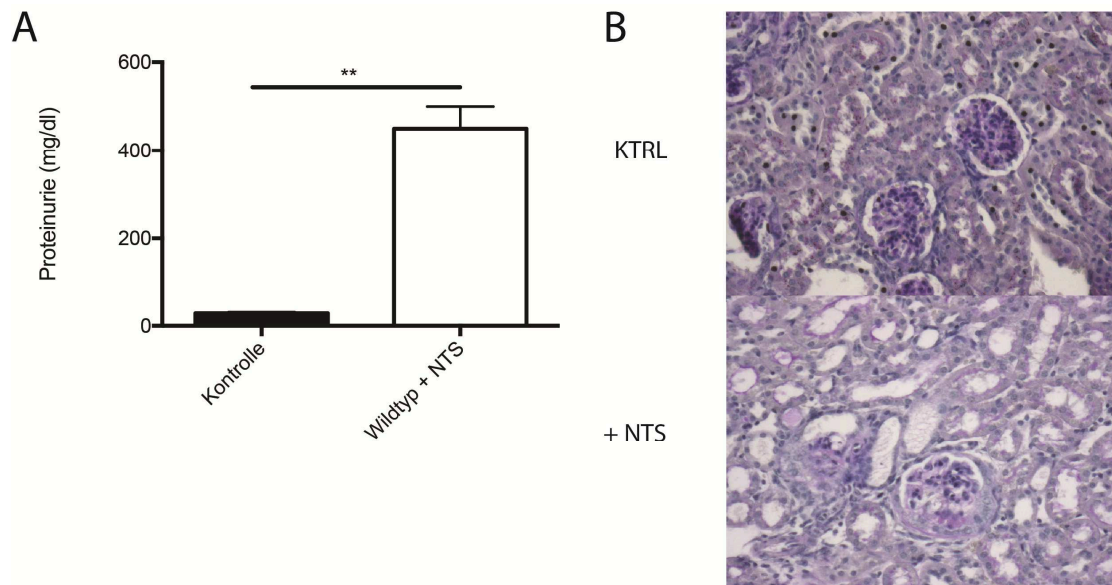 A
600
400
200
0
Proteinurie (mg/dl)
**
Kontrolle
Wildtyp + NTS
B
KTRL
+ NTS